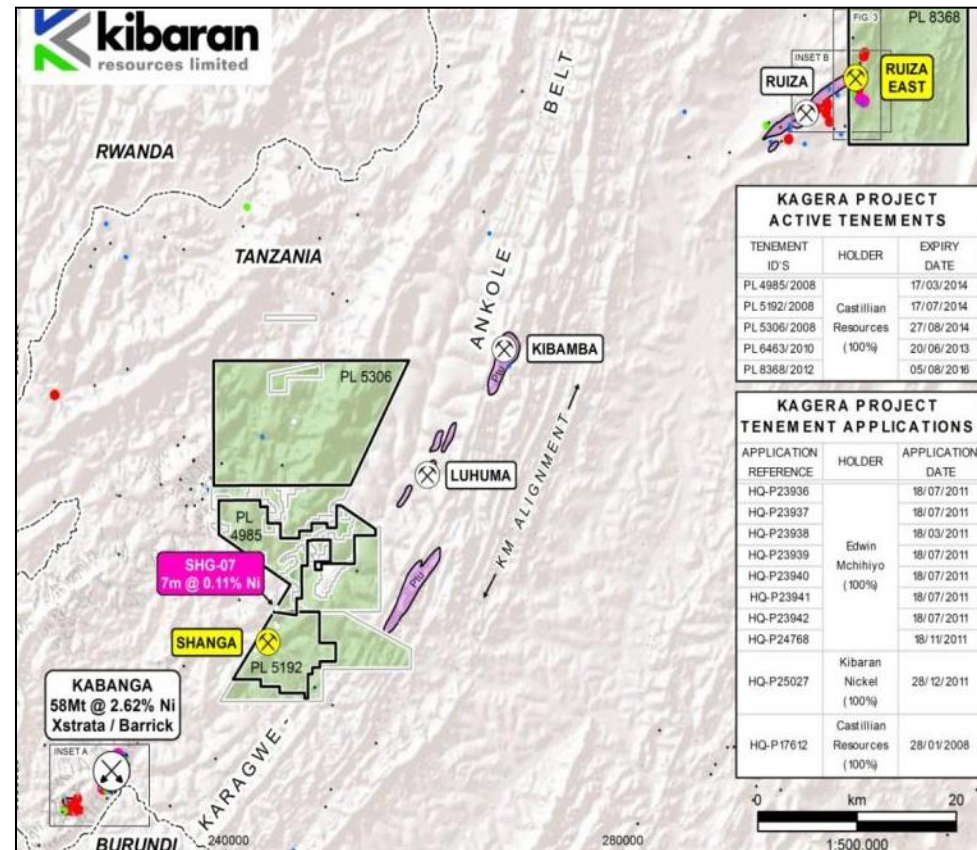 kibaran
resources limited
FIG. 3
PL 8368
INSET B
RUIZA
RUIZA
EAST
BELT
RWANDA
TANZANIA
ANKOLE
KIBAMBA
Ptu
PL 5306
KM ALIGNMENT
LUHUMA
PL
4985
SHG-07
7m @ 0.11% Ni
Ptu
SHANGA
PL 5192
KABANGA
58Mt @ 2.62% Ni
Xstrata / Barrick
INSET A
KARAGWE -
BURUNDI
240000
280000
KAGERA PROJECT
ACTIVE TENEMENTS
TENEMENT
ID'S
HOLDER
EXPIRY
DATE
PL 4985/2008
17/03/2014
PL 5192/2008
Castillian
17/07/2014
PL 5306/2008
Resources
27/08/2014
PL 6463/2010
(100%)
20/06/2013
PL 8368/2012
05/08/2016
KAGERA PROJECT
TENEMENT APPLICATIONS
APPLICATION
REFERENCE
HOLDER
APPLICATION
DATE
HQ-P23936
18/07/2011
HQ-P23937
18/07/2011
HQ-P23938
18/03/2011
HQ-P23939
Edwin
18/07/2011
HQ-P23940
Mchihiyo
18/07/2011
HQ-P23941
(100%)
18/07/2011
HQ-P23942
18/07/2011
HQ-P24768
18/11/2011
HQ-P25027
Kibaran
Nickel
(100%)
28/12/2011
HQ-P17612
Castillian
Resources
(100%)
28/01/2008
0
km
20
1:500,000